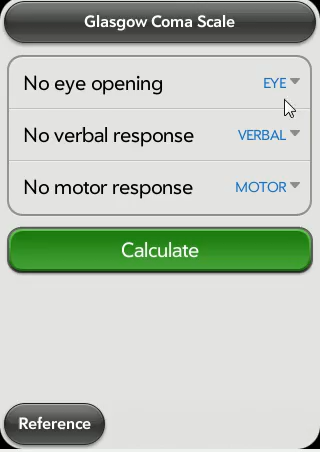 Glasgow Coma Scale
No eye opening EYE
No verbal response VERBAL
No motor response MOTOR
Calculate
Reference